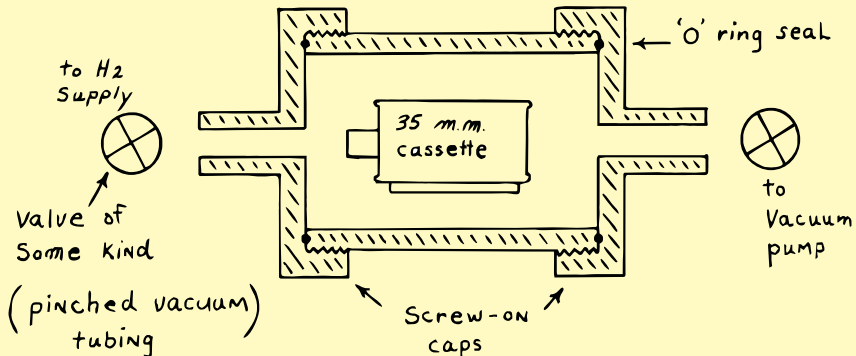 'O' ring seal
to H2
Supply
35 m.m.
cassette
Valve of
Some Kind
(pinched vacuum)
tubing
to
Vacuum
pump
Screw-on
caps